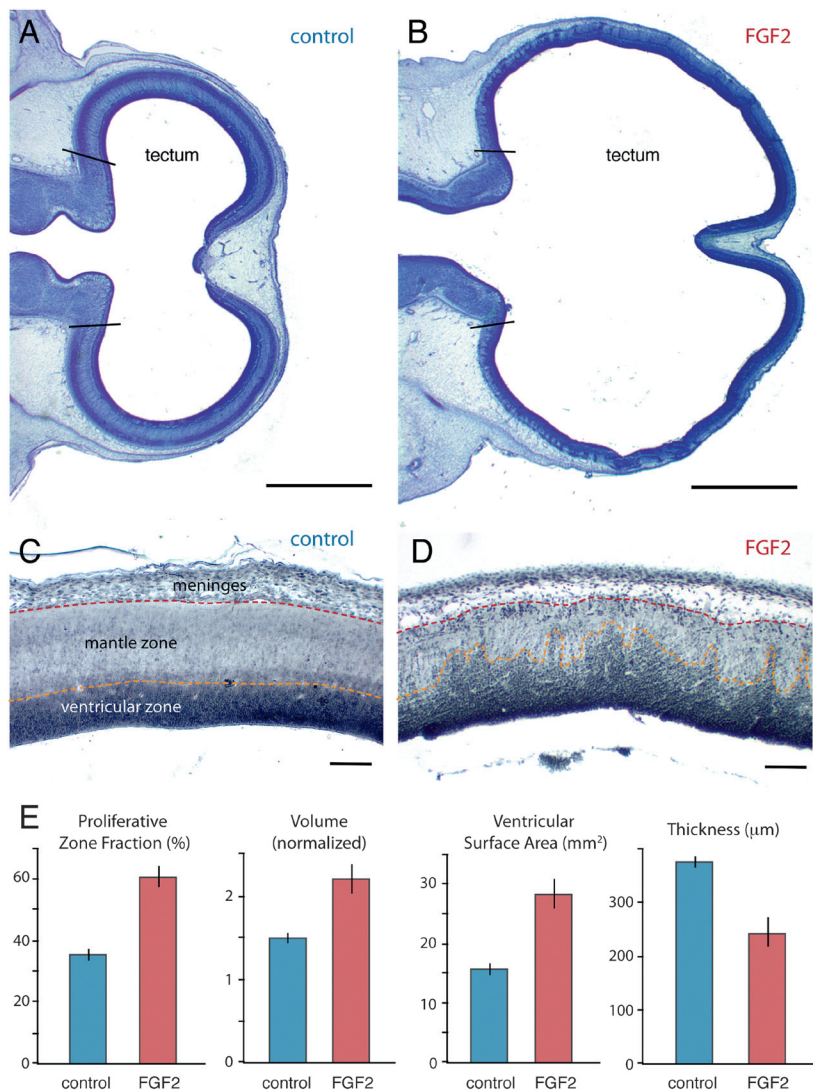 A
control
B
FGF2
tectum
tectum
C
control
D
FGF2
meninges
mantle zone
ventricular zone
E
Proliferative
Zone Fraction (%)
60
40
20
0
control
FGF2
Volume
(normalized)
2
1
0
control
FGF2
Ventricular
Surface Area (mm²)
30
20
10
0
control
FGF2
Thickness (μm)
300
200
100
0
control
FGF2